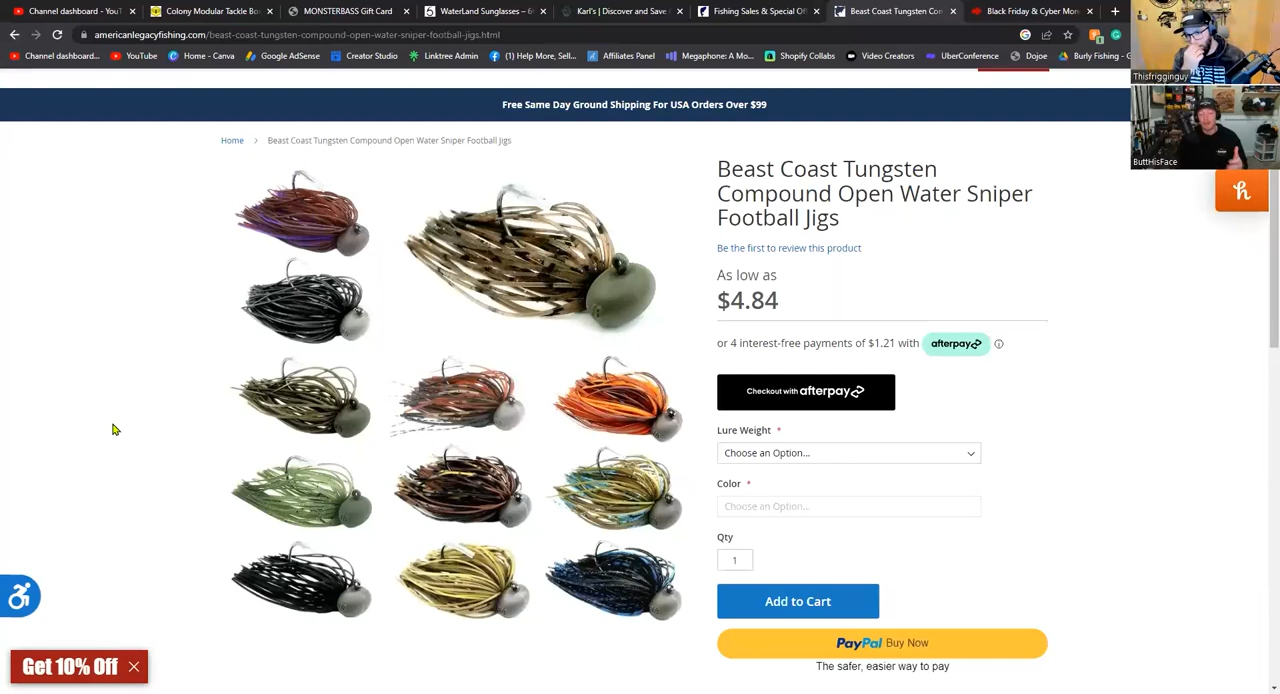 Channel dashboard - YouT
Colony Modular Tackle Bo
MONSTERBASS Gift Card
WaterLand Sunglasses – 6
Karl's | Discover and Save
Fishing Sales & Special Of
Beast Coast Tungsten Con
Black Friday & Cyber Mon
americanlegacyfishing.com/beast-coast-tungsten-compound-open-water-sniper-football-jigs.html
Channel dashboard...
YouTube
Home - Canva
Google AdSense
Creator Studio
Linktree Admin
(1) Help More, Sell...
Affiliates Panel
Megaphone: A Mo...
Shopify Collabs
Video Creators
UberConference
Dojoe
Burly Fishing - G
Thisfrigginguy
ButtHisFace
Free Same Day Ground Shipping For USA Orders Over $99
Home > Beast Coast Tungsten Compound Open Water Sniper Football Jigs
Beast Coast Tungsten
Compound Open Water Sniper
Football Jigs
Be the first to review this product
As low as
$4.84
or 4 interest-free payments of $1.21 with afterpay
Checkout with afterpay
Lure Weight *
Choose an Option...
Color *
Choose an Option...
Qty
1
Add to Cart
PayPal Buy Now
The safer, easier way to pay
Get 10% Off